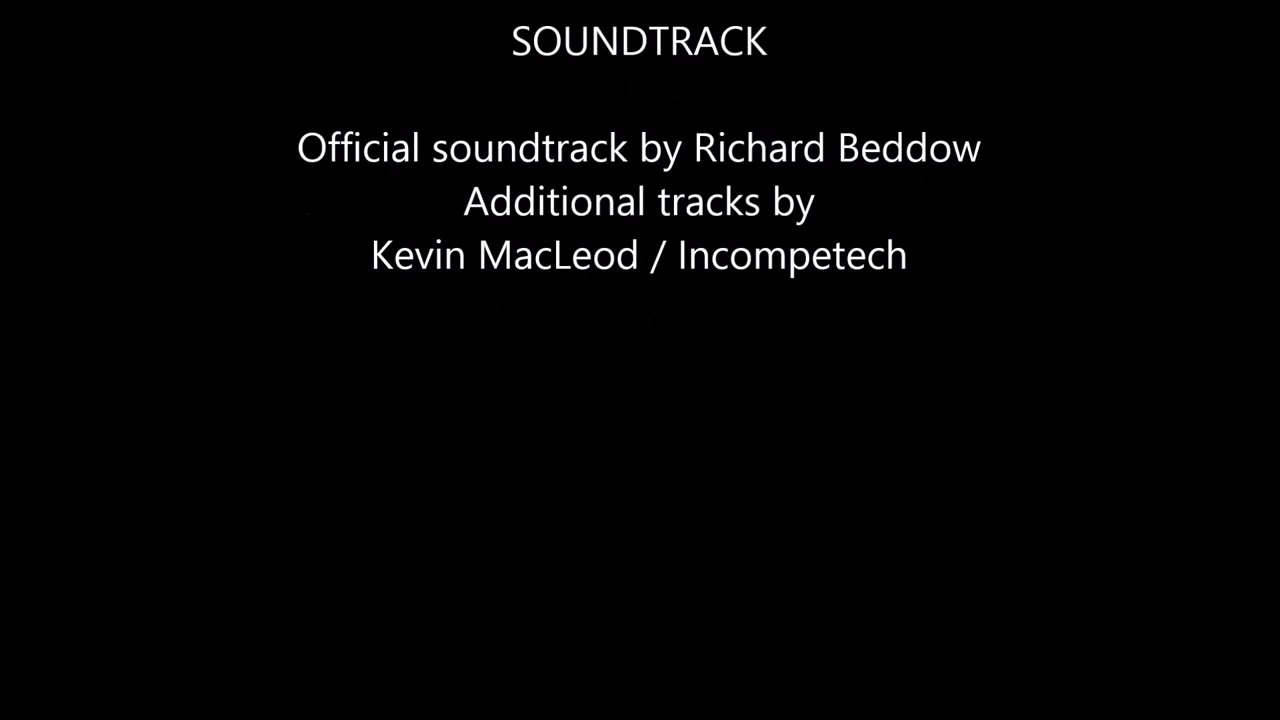 SOUNDTRACK
Official soundtrack by Richard Beddow
Additional tracks by
Kevin MacLeod / Incompetech